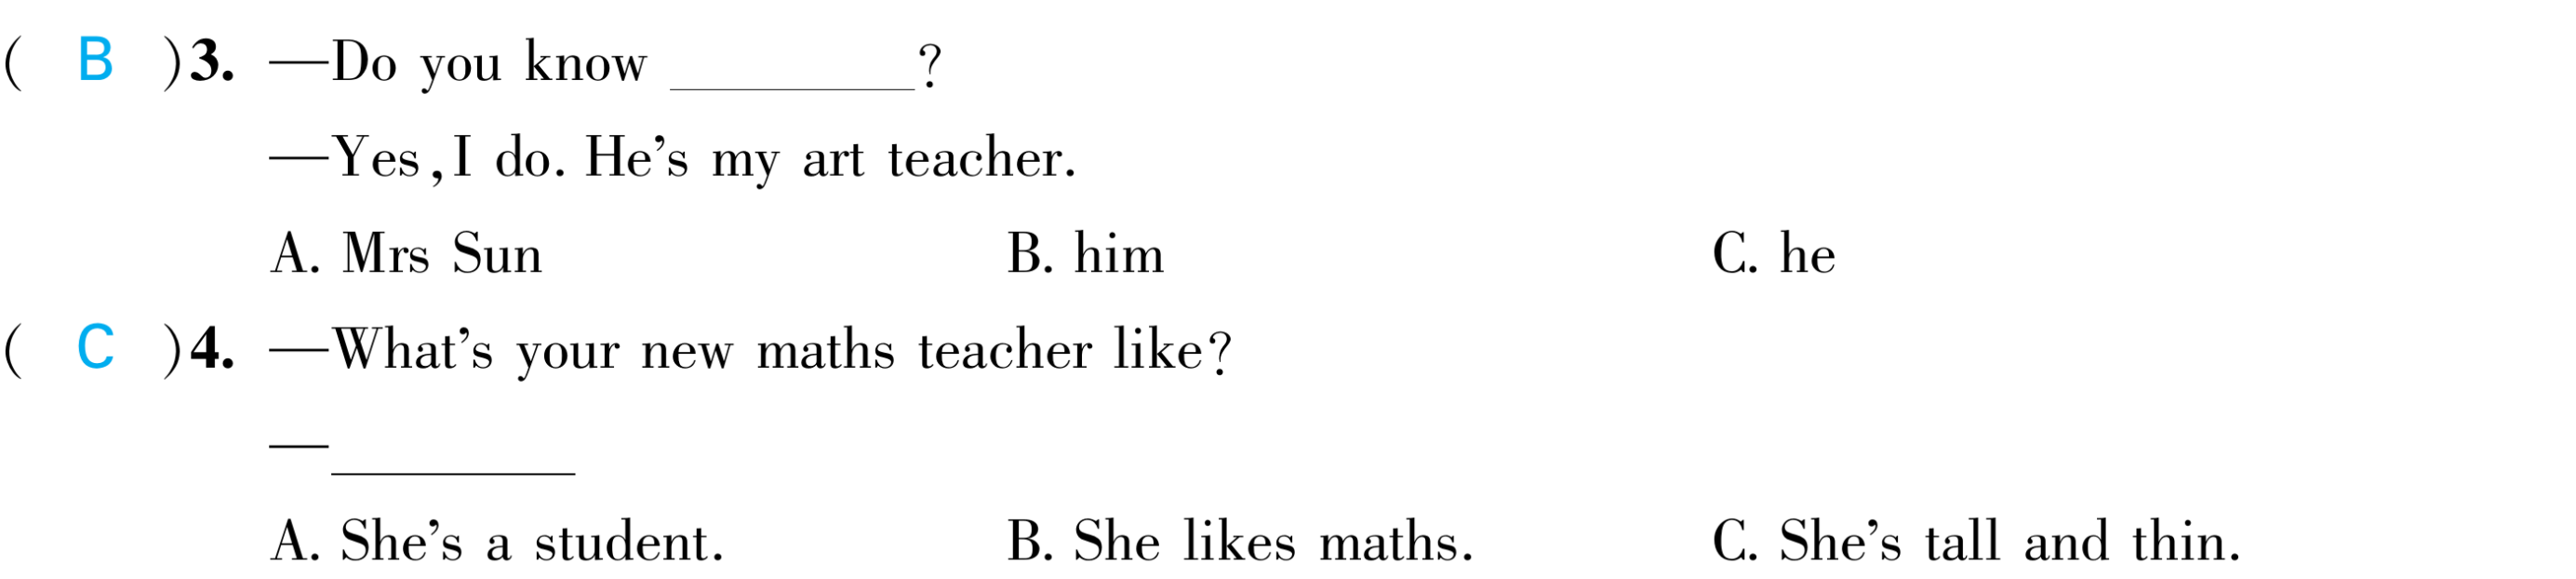 ( B )3. —Do you know ________?
—Yes,I do. He's my art teacher.
A. Mrs Sun B. him C. he
( C )4. —What's your new maths teacher like?
—________
A. She's a student. B. She likes maths. C. She's tall and thin.